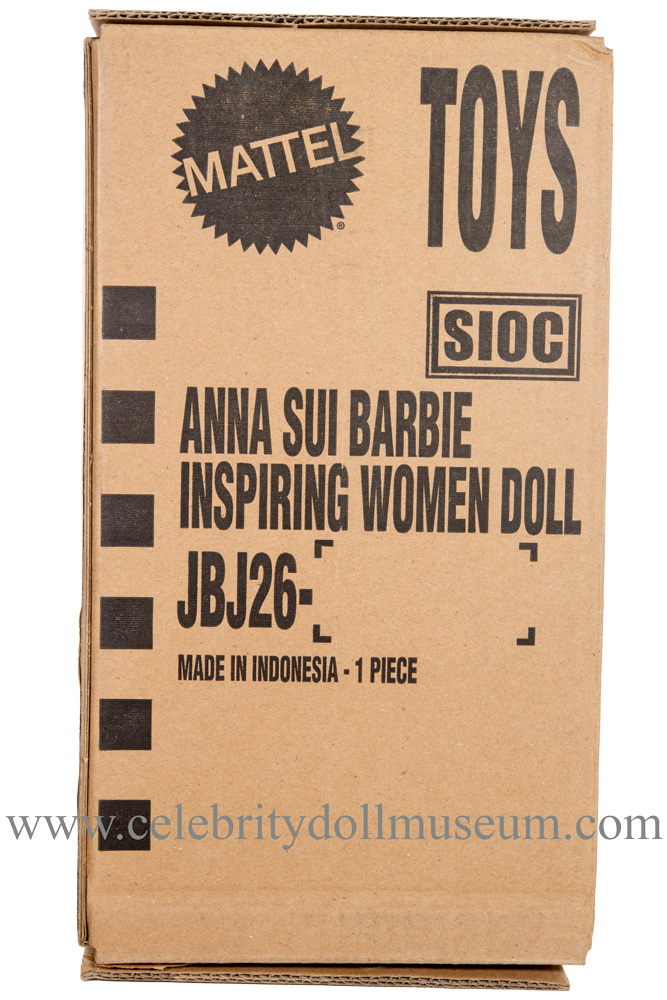 MATTEL
®
TOYS
SIOC
ANNA SUI BARBIE
INSPIRING WOMEN DOLL
JBJ26-
MADE IN INDONESIA - 1 PIECE
www.celebritydollmuseum.com